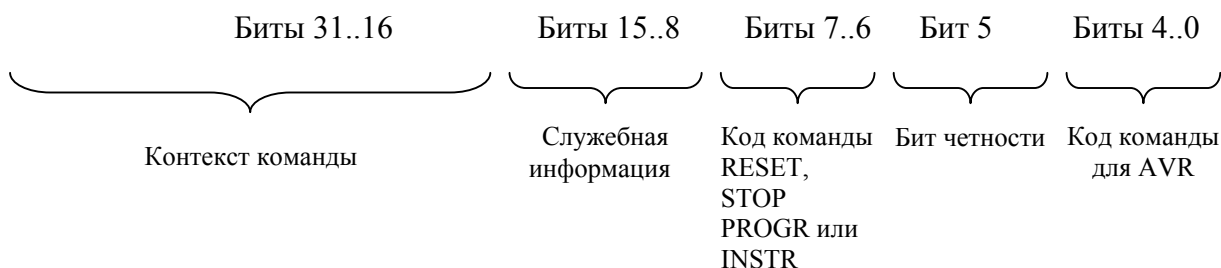 Биты 31..16 Биты 15..8 Биты 7..6 Бит 5 Биты 4..0
Контекст команды
Служебная
информация
Код команды
RESET,
STOP
PROGR или
INSTR
Бит четности
Код команды
для AVR